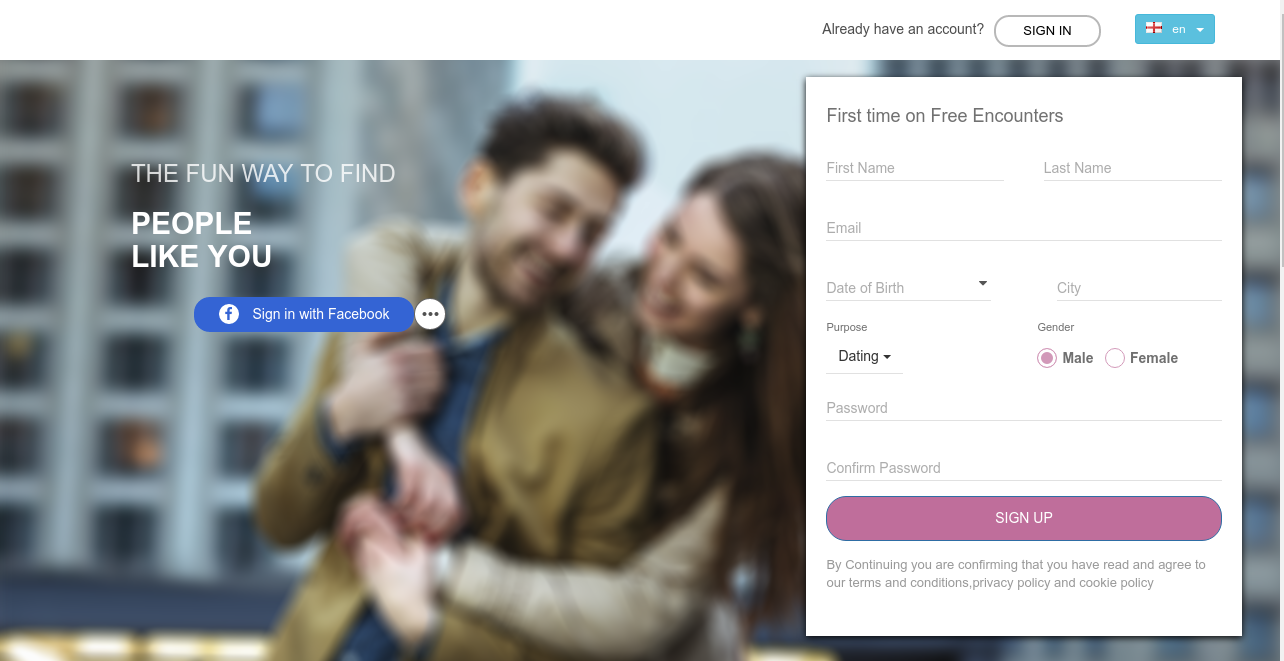 Already have an account?
SIGN IN
en
THE FUN WAY TO FIND
PEOPLE
LIKE YOU
Sign in with Facebook
First time on Free Encounters
First Name
Last Name
Email
Date of Birth
City
Purpose
Gender
Dating
Male
Female
Password
Confirm Password
SIGN UP
By Continuing you are confirming that you have read and agree to
our terms and conditions,privacy policy and cookie policy